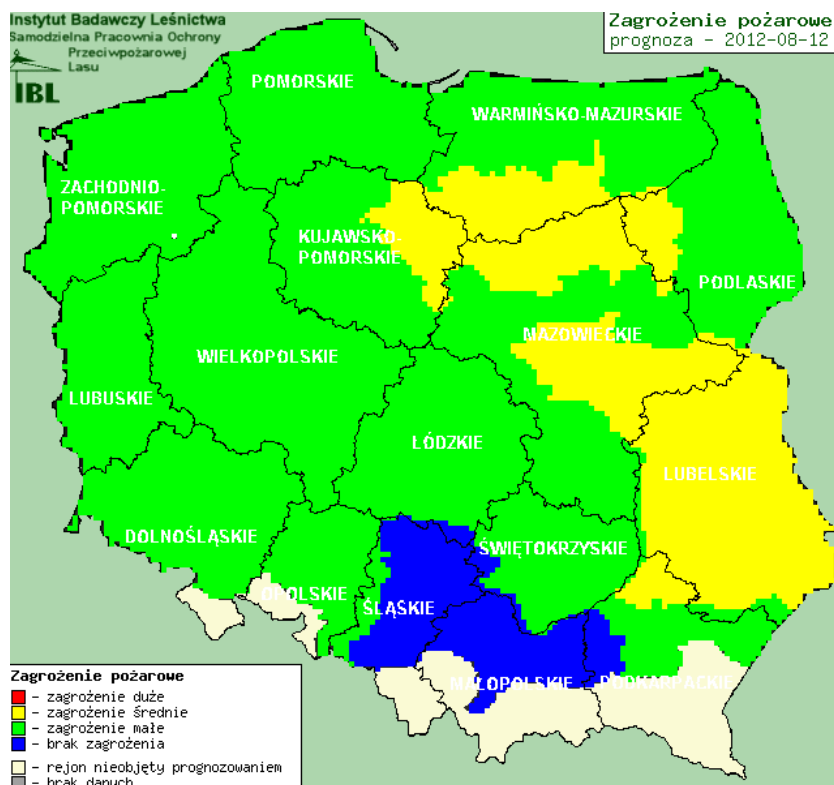 Instytut Badawczy Leśnictwa
Samodzielna Pracownia Ochrony
Przeciwpożarowej
Lasu
IBL
Zagrożenie pożarowe
prognoza - 2012-08-12
POMORSKIE
WARMIŃSKO-MAZURSKIE
ZACHODNIO-
POMORSKIE
KUJAWSKO-
POMORSKIE
PODLASKIE
MAZOWIECKIE
WIELKOPOLSKIE
LUBUSKIE
ŁÓDZKIE
LUBELSKIE
DOLNOŚLĄSKIE
ŚWIĘTOKRZYSKIE
OPOLSKIE
ŚLĄSKIE
MAŁOPOLSKIE
PODKARPACKIE
Zagrożenie pożarowe
- zagrożenie duże
- zagrożenie średnie
- zagrożenie małe
- brak zagrożenia
- rejon nieobjęty prognozowaniem
- brak danych